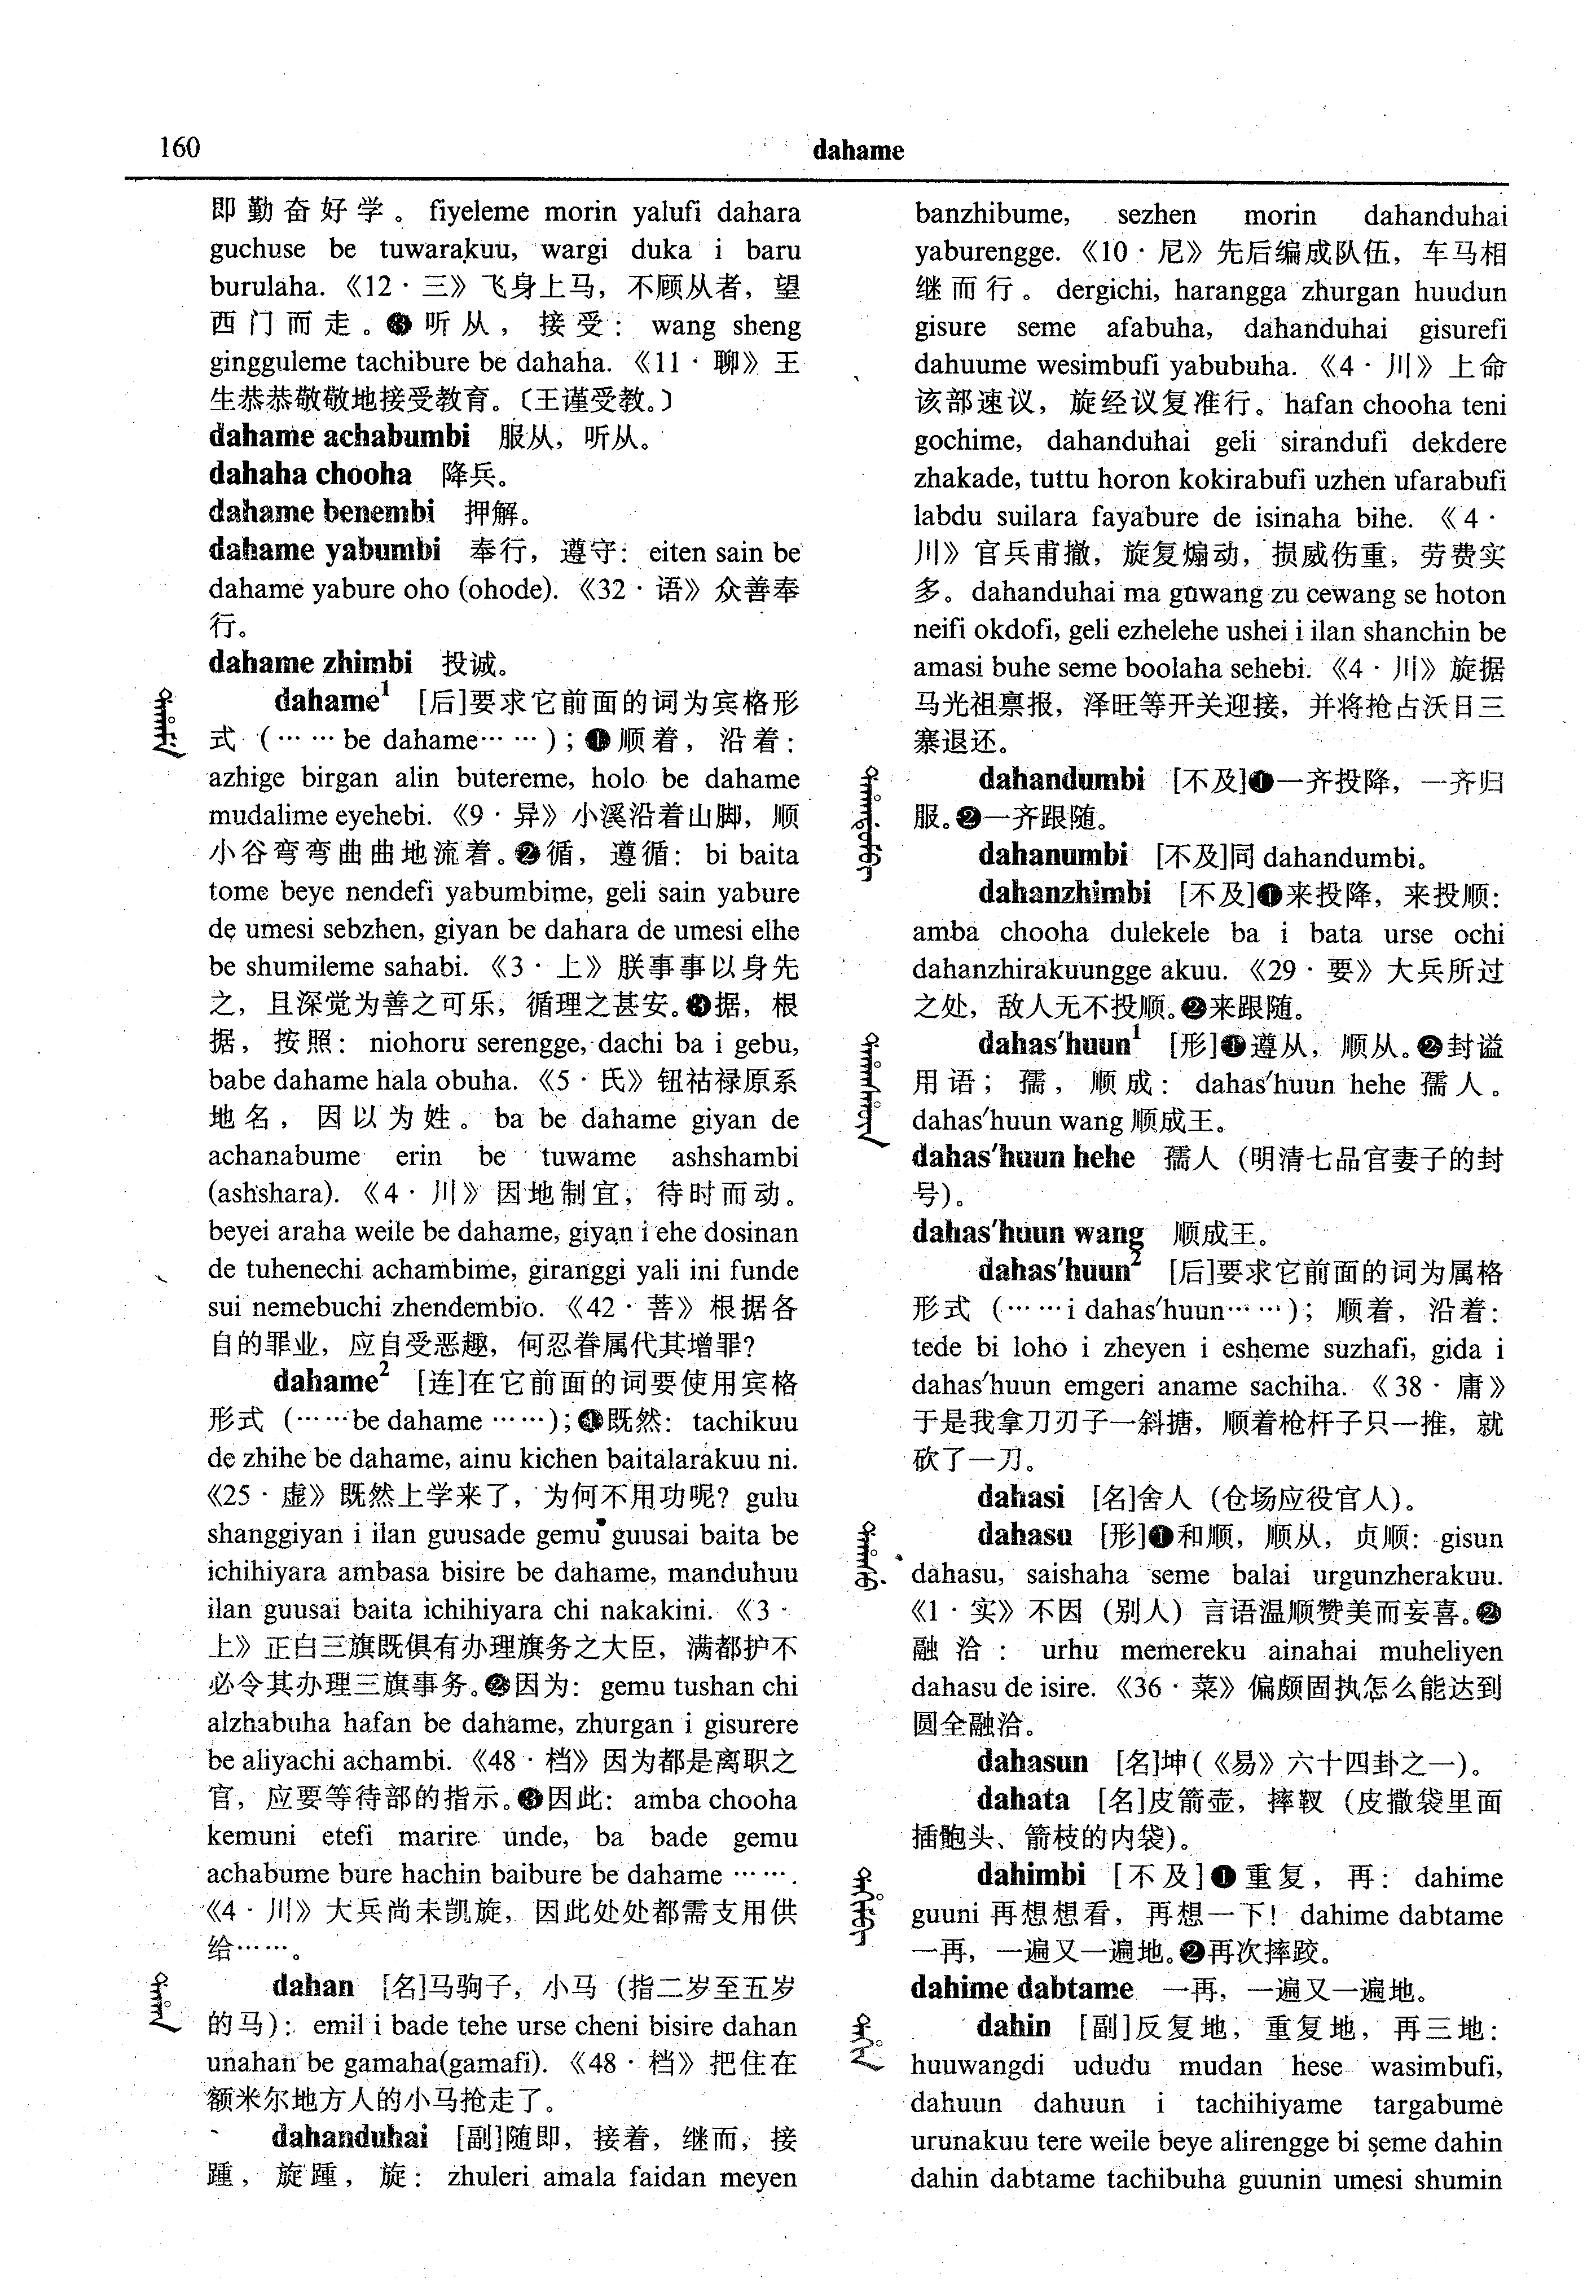 160
dahame
即勤奋好学。fiyeleme morin yalufi dahara
guchuse be tuwarakuu, wargi duka i baru
burulaha. 《12·三》飞身上马，不顾从者，望
西门而走。❸听从，接受：wang sheng
gingguleme tachibure be dahaha. 《11·聊》王
生恭恭敬敬地接受教育。〔王谨受教。〕
dahame achabumbi 服从，听从。
dahaha chooha 降兵。
dahame benembi 押解。
dahame yabumbi 奉行，遵守：eiten sain be
dahame yabure oho (ohode). 《32·语》众善奉
行。
dahame zhimbi 投诚。
dahame¹ [后]要求它前面的词为宾格形
式（……be dahame……）；❶顺着，沿着：
azhige birgan alin butereme, holo be dahame
mudalime eyehebi. 《9·异》小溪沿着山脚，顺
小谷弯弯曲曲地流着。❷循，遵循：bi baita
tome beye nendefi yabumbime, geli sain yabure
de umesi sebzhen, giyan be dahara de umesi elhe
be shumileme sahabi. 《3·上》朕事事以身先
之，且深觉为善之可乐，循理之甚安。❸据，根
据，按照：niohoru serengge, dachi ba i gebu,
babe dahame hala obuha. 《5·氏》钮祜禄原系
地名，因以为姓。ba be dahame giyan de
achanabume erin be tuwame ashshambi
(ashshara). 《4·川》因地制宜，待时而动。
beyei araha weile be dahame, giyan i ehe dosinan
de tuhenechi achambime, giranggi yali ini funde
sui nemebuchi zhendembio. 《42·菩》根据各
自的罪业，应自受恶趣，何忍眷属代其增罪？
dahame² [连]在它前面的词要使用宾格
形式（……be dahame ……）；❶既然：tachikuu
de zhihe be dahame, ainu kichen baitalarakuu ni.
《25·虚》既然上学来了，为何不用功呢？gulu
shanggiyan i ilan guusade gemu guusai baita be
ichihiyara ambasa bisire be dahame, manduhuu
ilan guusai baita ichihiyara chi nakakini. 《3·
上》正白三旗既俱有办理旗务之大臣，满都护不
必令其办理三旗事务。❷因为：gemu tushan chi
alzhabuha hafan be dahame, zhurgan i gisurere
be aliyachi achambi. 《48·档》因为都是离职之
官，应要等待部的指示。❸因此：amba chooha
kemuni etefi marire unde, ba bade gemu
achabume bure hachin baibure be dahame …….
《4·川》大兵尚未凯旋，因此处处都需支用供
给……。
dahan [名]马驹子，小马（指二岁至五岁
的马）：emil i bade tehe urse cheni bisire dahan
unahan be gamaha(gamafi). 《48·档》把住在
额米尔地方人的小马抢走了。
dahanduhai [副]随即，接着，继而，接
踵，旋踵，旋：zhuleri amala faidan meyen
banzhibume, sezhen morin dahanduhai
yaburengge. 《10·尼》先后编成队伍，车马相
继而行。dergichi, harangga zhurgan huudun
gisure seme afabuha, dahanduhai gisurefi
dahuume wesimbufi yabubuha. 《4·川》上命
该部速议，旋经议复准行。hafan chooha teni
gochime, dahanduhai geli sirandufi dekdere
zhakade, tuttu horon kokirabufi uzhen ufarabufi
labdu suilara fayabure de isinaha bihe. 《4·
川》官兵甫撤，旋复煽动，损威伤重，劳费实
多。dahanduhai ma guwang zu cewang se hoton
neifi okdofi, geli ezhelehe ushei i ilan shanchin be
amasi buhe seme boolaha sehebi. 《4·川》旋据
马光祖禀报，泽旺等开关迎接，并将抢占沃日三
寨退还。
dahandumbi [不及]❶一齐投降，一齐归
服。❷一齐跟随。
dahanumbi [不及]同 dahandumbi。
dahanzhimbi [不及]❶来投降，来投顺：
amba chooha dulekele ba i bata urse ochi
dahanzhirakuungge akuu. 《29·要》大兵所过
之处，敌人无不投顺。❷来跟随。
dahas'huun¹ [形]❶遵从，顺从。❷封谥
用语；孺，顺成：dahas'huun hehe 孺人。
dahas'huun wang 顺成王。
dahas'huun hehe 孺人（明清七品官妻子的封
号）。
dahas'huun wang 顺成王。
dahas'huun² [后]要求它前面的词为属格
形式（……i dahas'huun……）；顺着，沿着：
tede bi loho i zheyen i esheme suzhafi, gida i
dahas'huun emgeri aname sachiha. 《38·庸》
于是我拿刀刃子一斜搪，顺着枪杆子只一推，就
砍了一刀。
dahasi [名]舍人（仓场应役官人）。
dahasu [形]❶和顺，顺从，贞顺：gisun
dahasu, saishaha seme balai urgunzherakuu.
《1·实》不因（别人）言语温顺赞美而妄喜。❷
融洽：urhu memereku ainahai muheliyen
dahasu de isire. 《36·菜》偏颇固执怎么能达到
圆全融洽。
dahasun [名]坤（《易》六十四卦之一）。
dahata [名]皮箭壶，摔靫（皮撒袋里面
插骲头、箭枝的内袋）。
dahimbi [不及]❶重复，再：dahime
guuni 再想想看，再想一下！dahime dabtame
一再，一遍又一遍地。❷再次摔跤。
dahime dabtame 一再，一遍又一遍地。
dahin [副]反复地，重复地，再三地：
huuwangdi ududu mudan hese wasimbufi,
dahuun dahuun i tachihiyame targabume
urunakuu tere weile beye alirengge bi seme dahin
dahin dabtame tachibuha guunin umesi shumin